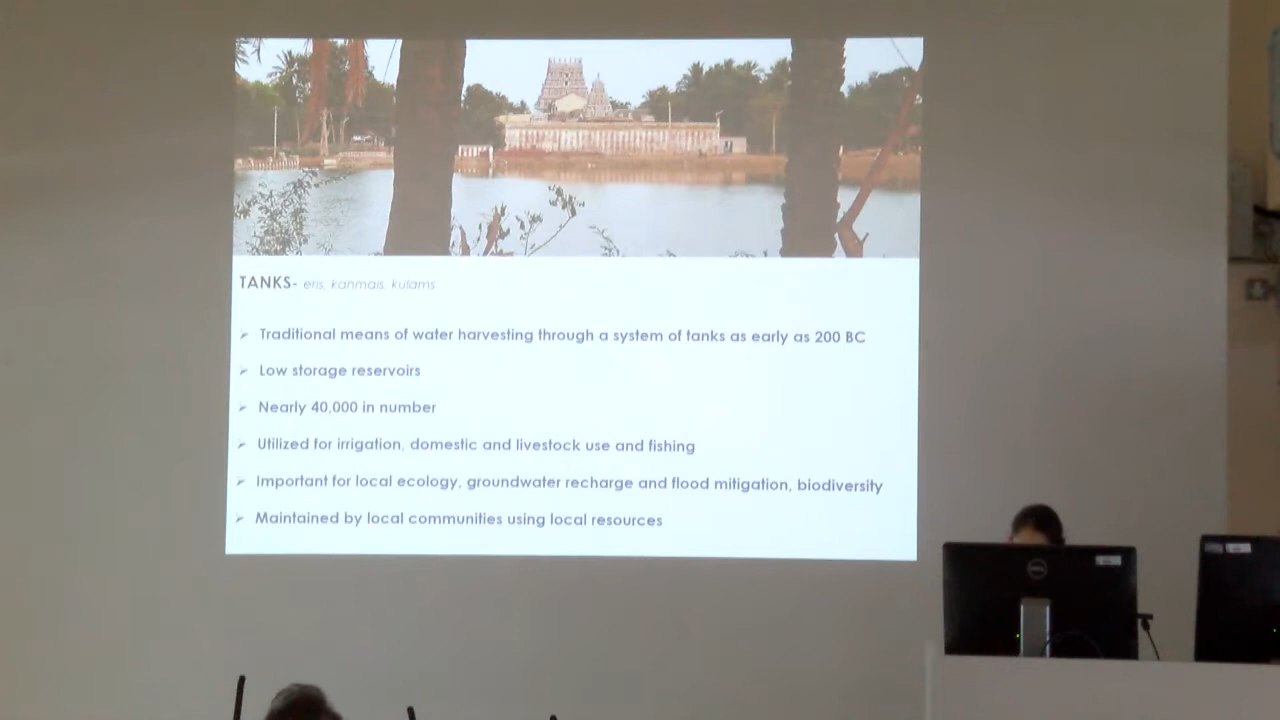 TANKS- eris, kanmais, kulams
Traditional means of water harvesting through a system of tanks as early as 200 BC
Low storage reservoirs
Nearly 40,000 in number
Utilized for irrigation, domestic and livestock use and fishing
Important for local ecology, groundwater recharge and flood mitigation, biodiversity
Maintained by local communities using local resources
DELL